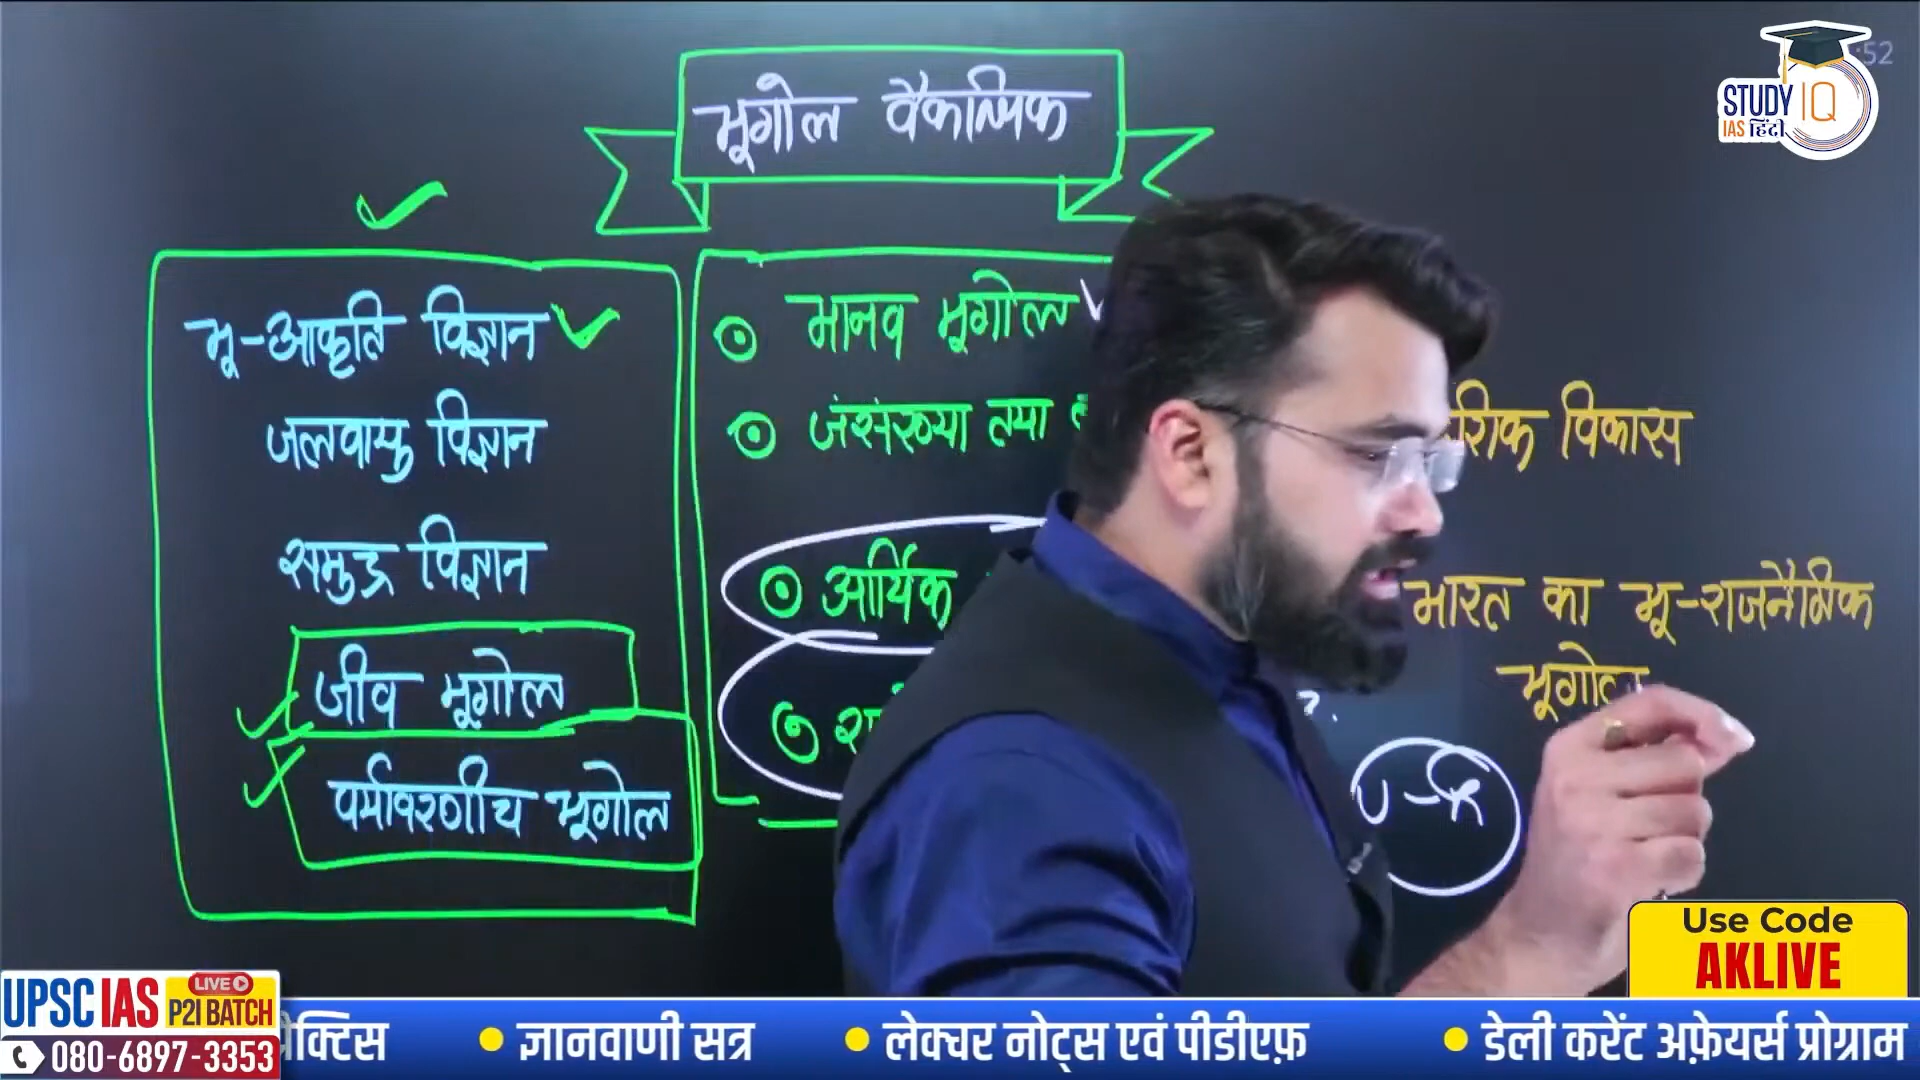 :52
STUDY IQ
IAS हिंदी
भूगोल वैकल्पिक
भू-आकृति विज्ञान
जलवायु विज्ञान
समुद्र विज्ञान
जीव भूगोल
पर्यावरणीय भूगोल
मानव भूगोल
जंसंख्या तथा
आर्थिक
विकास
भारत का भू-राजनैतिक
भूगोल
Use Code
AKLIVE
UPSC IAS
LIVE
P2I BATCH
080-6897-3353
ज्ञानवाणी सत्र
लेक्चर नोट्स एवं पीडीएफ़
डेली करेंट अफ़ेयर्स प्रोग्राम